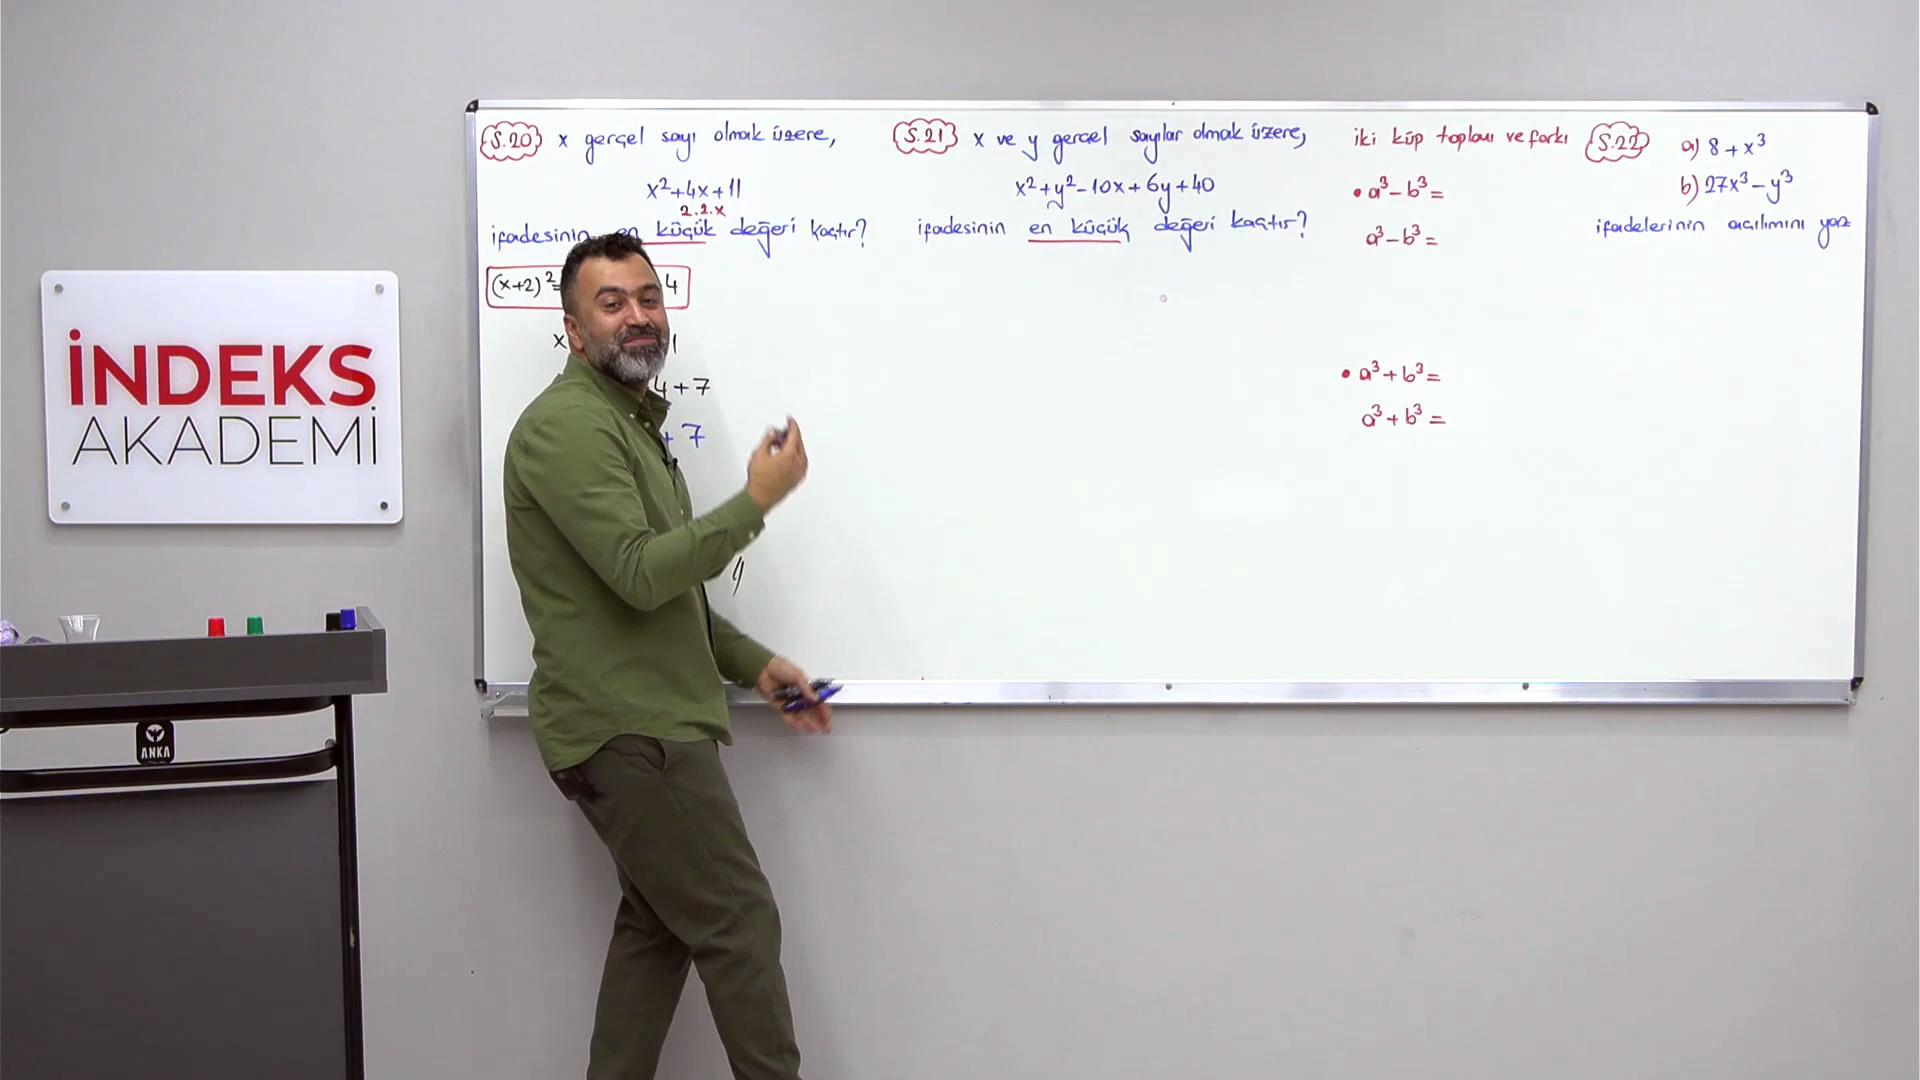 S.20 x gerçel sayı olmak üzere,
x²+4x+11
2.2.x
ifadesinin en küçük değeri kaçtır?
(x+2)²= 4
x 1
4+7
+7
S.21 x ve y gerçel sayılar olmak üzere,
x²+y²-10x+6y+40
ifadesinin en küçük değeri kaçtır?
iki küp toplamı ve farkı
• a³-b³=
a³-b³=
• a³+b³=
a³+b³=
S.22 a) 8+x³
b) 27x³-y³
ifadelerinin açılımını yaz
İNDEKS
AKADEMİ
ANKA